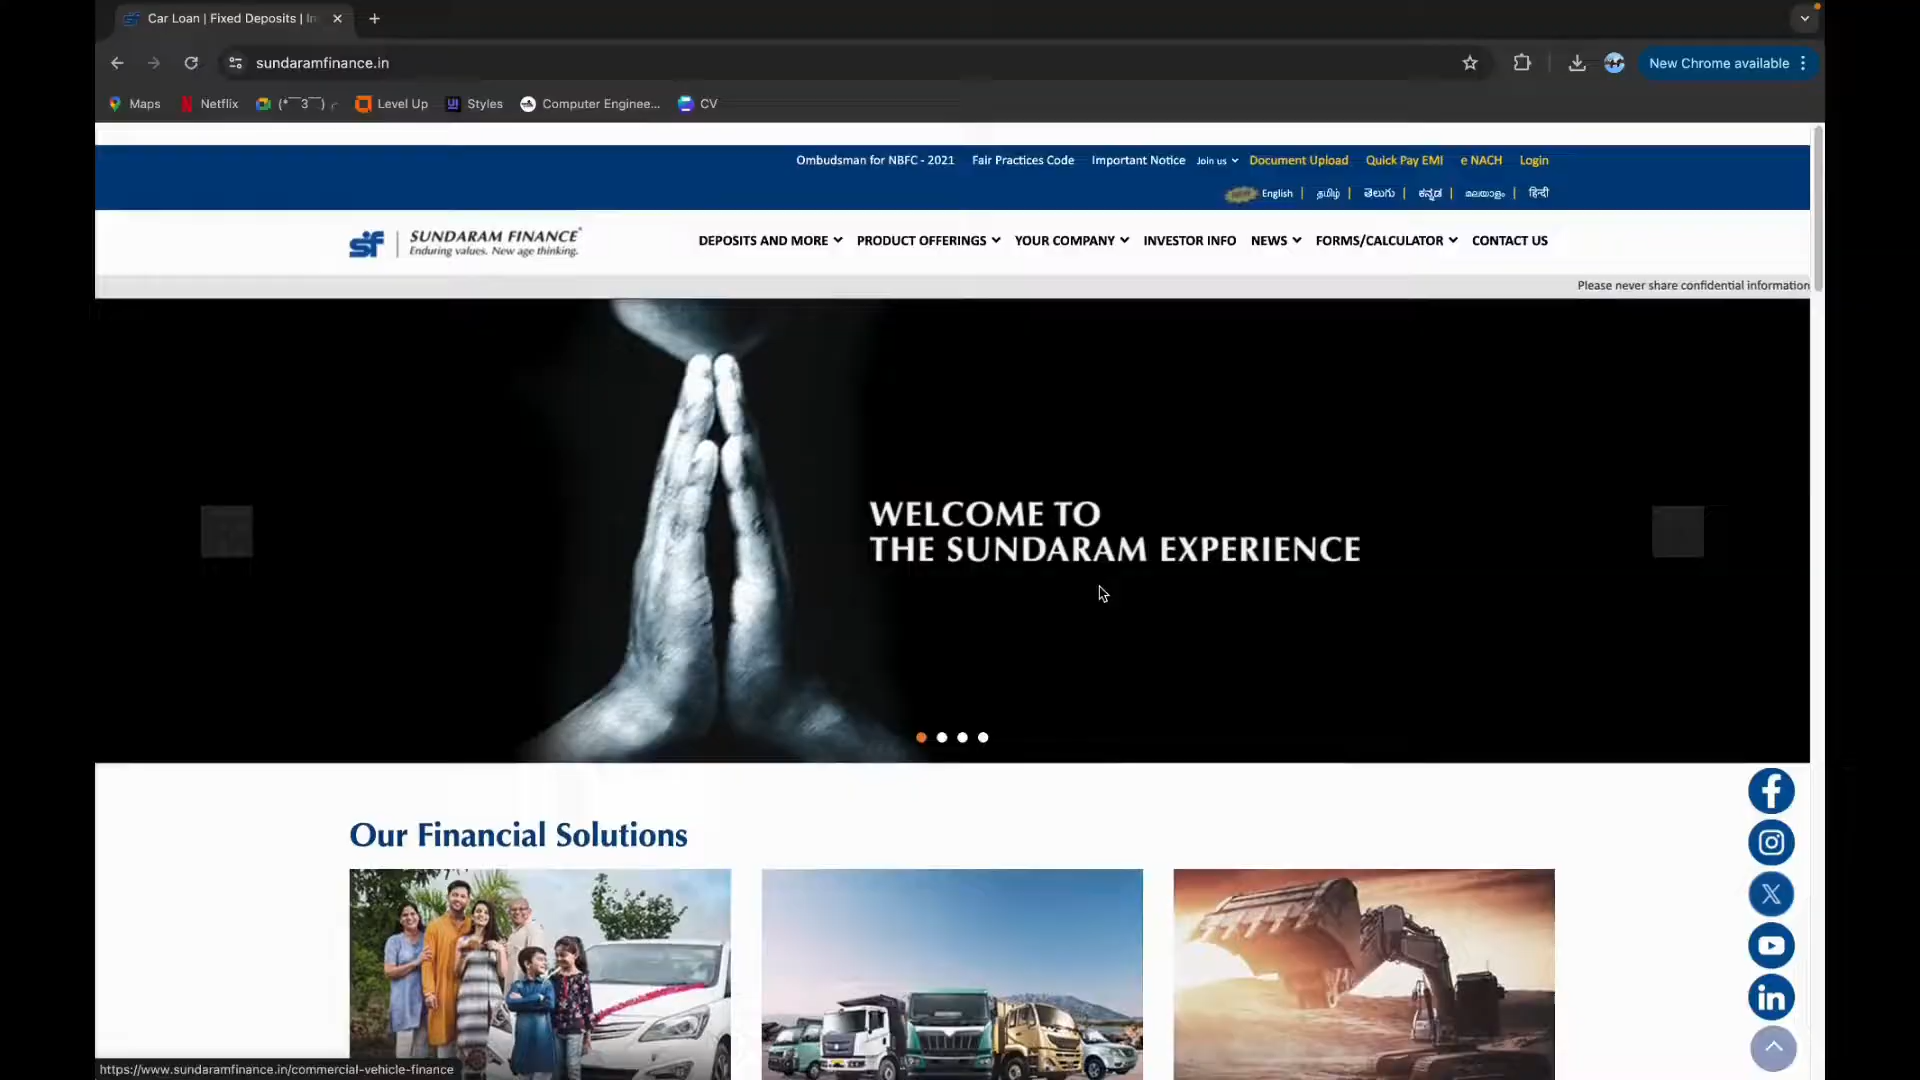 Car Loan | Fixed Deposits | In
sundaramfinance.in
New Chrome available
Maps
Netflix
(*￣3￣)╭
Level Up
Styles
Computer Enginee...
CV
Ombudsman for NBFC - 2021
Fair Practices Code
Important Notice
Join us
Document Upload
Quick Pay EMI
e NACH
Login
English | தமிழ் | తెలుగు | ಕನ್ನಡ | മലയാളം | हिन्दी
SUNDARAM FINANCE
Enduring values. New age thinking.
DEPOSITS AND MORE
PRODUCT OFFERINGS
YOUR COMPANY
INVESTOR INFO
NEWS
FORMS/CALCULATOR
CONTACT US
Please never share confidential information
WELCOME TO
THE SUNDARAM EXPERIENCE
Our Financial Solutions
https://www.sundaramfinance.in/commercial-vehicle-finance